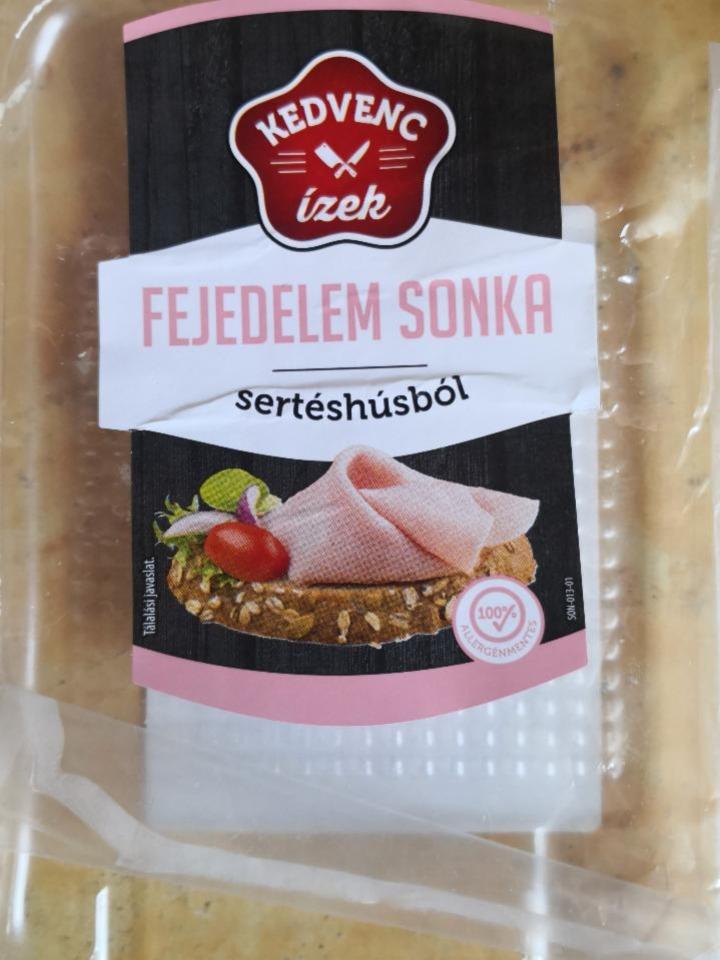 KEDVENC
ízek
FEJEDELEM SONKA
sertéshúsból
Tálalási javaslat.
SON-013-01
100%
ALLERGÉNMENTES